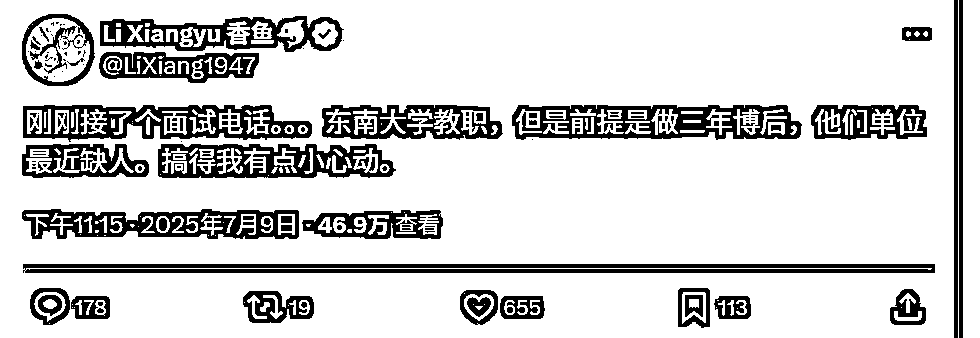 Li Xiangyu 香鱼
@LiXiang1947
刚刚接了个面试电话。。。东南大学教职，但是前提是做三年博后，他们单位
最近缺人。搞得我有点小心动。
下午11:15 · 2025年7月9日 · 46.9万 查看
178 19 655 113